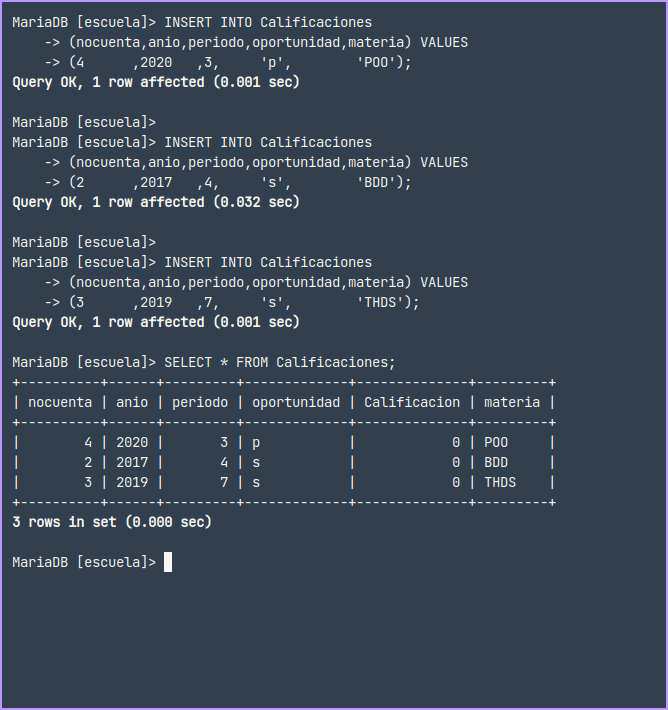 MariaDB [escuela]> INSERT INTO Calificaciones
    -> (nocuenta,anio,periodo,oportunidad,materia) VALUES
    -> (4      ,2020   ,3,     'p',        'POO');
Query OK, 1 row affected (0.001 sec)

MariaDB [escuela]>
MariaDB [escuela]> INSERT INTO Calificaciones
    -> (nocuenta,anio,periodo,oportunidad,materia) VALUES
    -> (2      ,2017   ,4,     's',        'BDD');
Query OK, 1 row affected (0.032 sec)

MariaDB [escuela]>
MariaDB [escuela]> INSERT INTO Calificaciones
    -> (nocuenta,anio,periodo,oportunidad,materia) VALUES
    -> (3      ,2019   ,7,     's',        'THDS');
Query OK, 1 row affected (0.001 sec)

MariaDB [escuela]> SELECT * FROM Calificaciones;
+----------+------+---------+-------------+--------------+---------+
| nocuenta | anio | periodo | oportunidad | Calificacion | materia |
+----------+------+---------+-------------+--------------+---------+
|        4 | 2020 |       3 | p           |            0 | POO     |
|        2 | 2017 |       4 | s           |            0 | BDD     |
|        3 | 2019 |       7 | s           |            0 | THDS    |
+----------+------+---------+-------------+--------------+---------+
3 rows in set (0.000 sec)

MariaDB [escuela]>